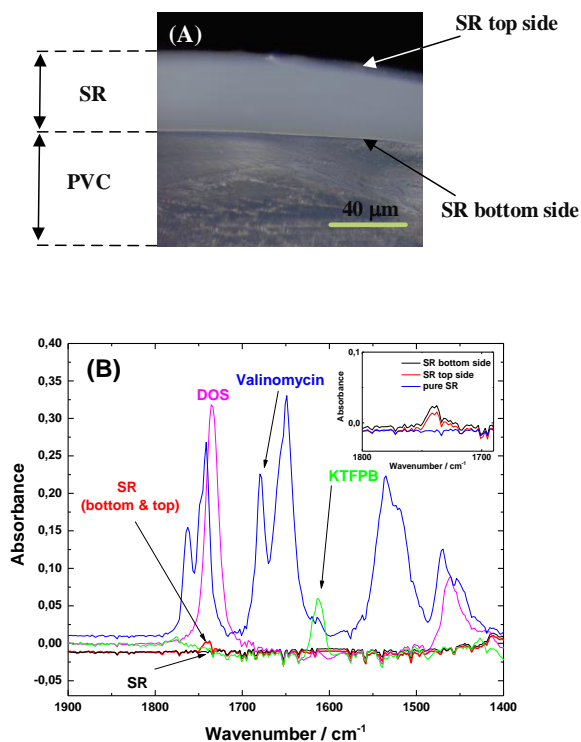 (A)
SR top side
SR
PVC
SR bottom side
40 µm
(B)
0,40
0,35
0,30
0,25
0,20
0,15
0,10
0,05
0,00
-0,05
Absorbance
Valinomycin
DOS
SR
(bottom & top)
KTFPB
SR
0,1
0,0
Absorbance
SR bottom side
SR top side
pure SR
1800
1700
Wavenumber / cm⁻¹
1900
1800
1700
1600
1500
1400
Wavenumber / cm⁻¹